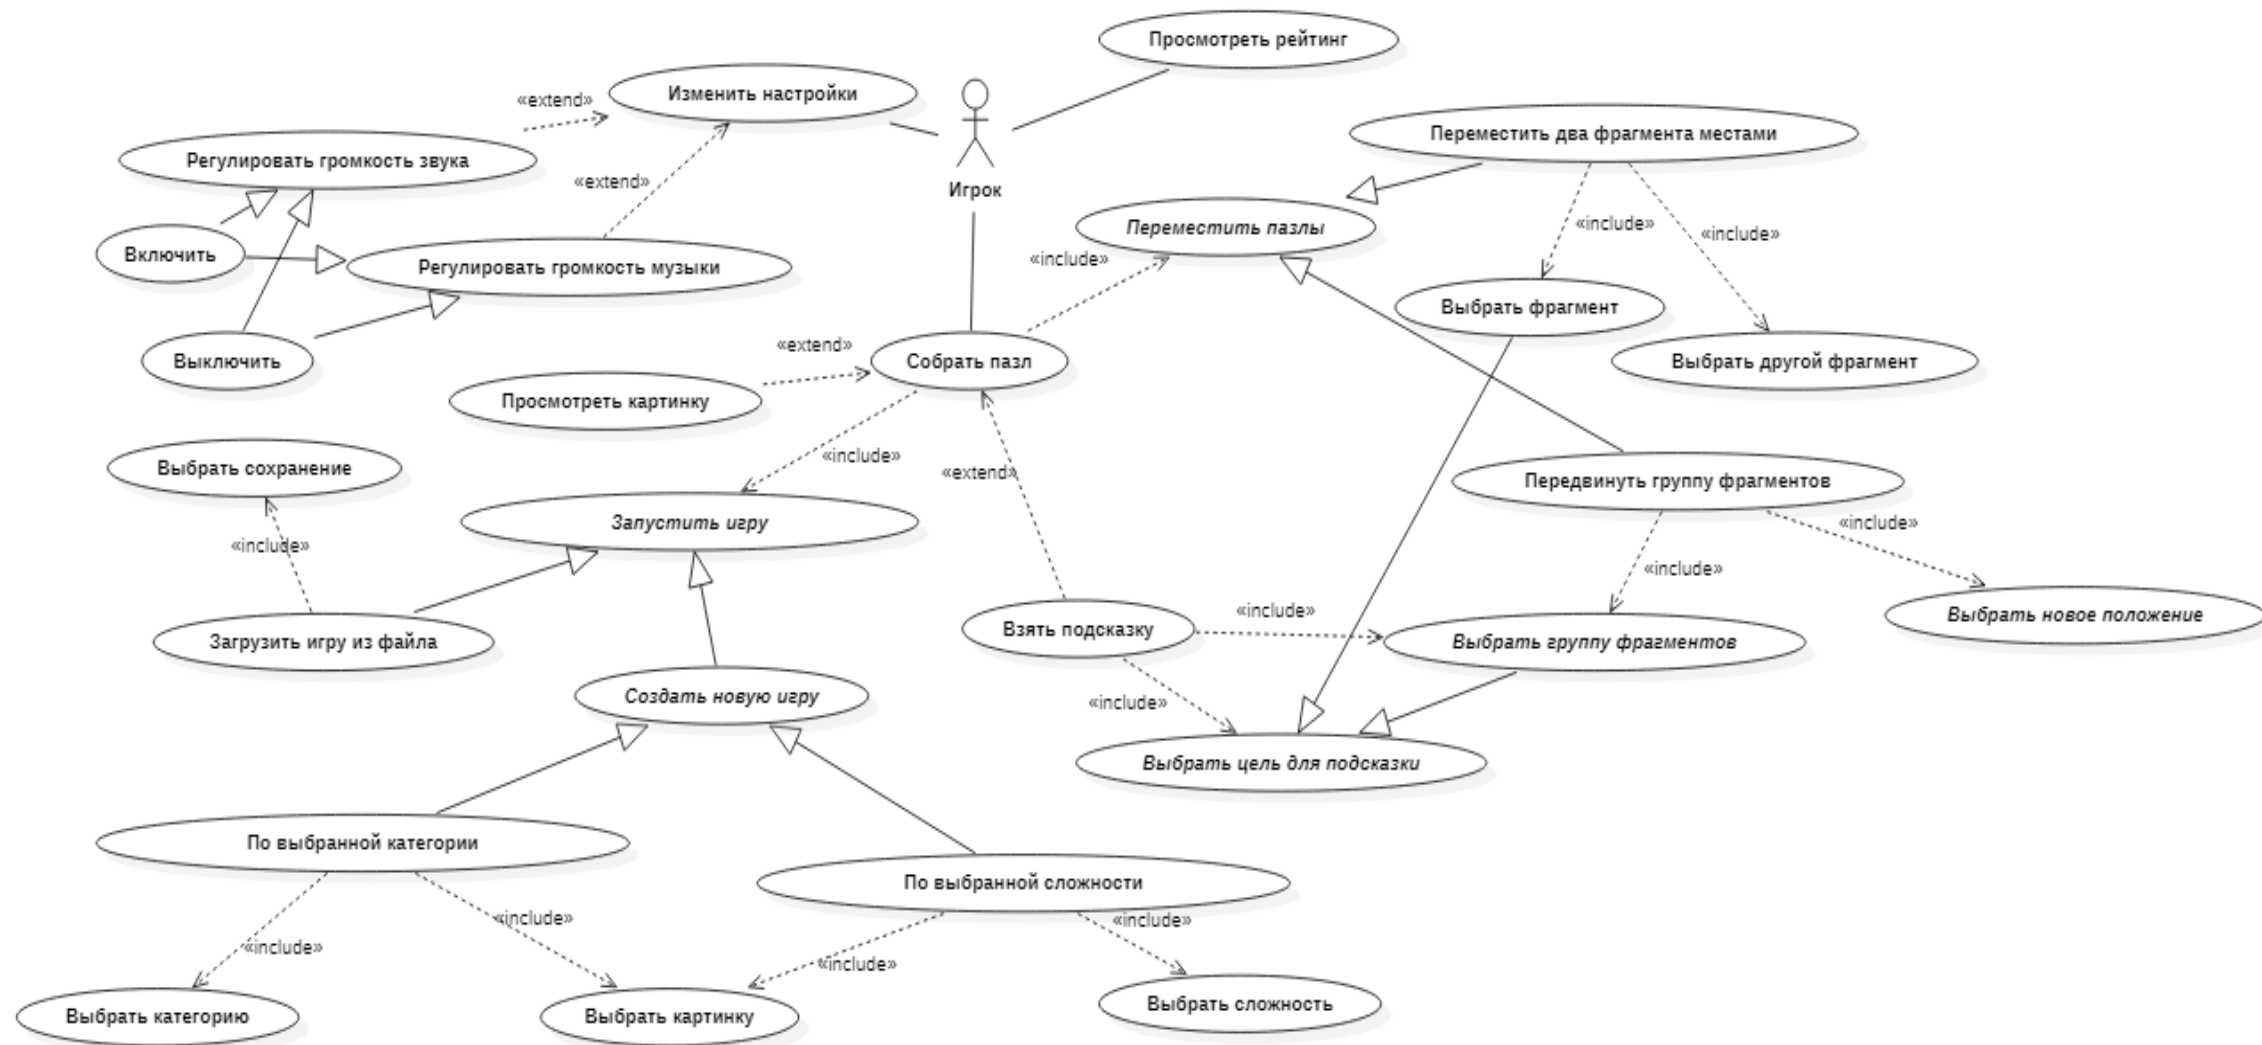 Просмотреть рейтинг
Изменить настройки
«extend»
Переместить два фрагмента местами
Регулировать громкость звука
«extend»
Игрок
«include»
«include»
Переместить пазлы
Включить
«include»
Регулировать громкость музыки
Выбрать фрагмент
«extend»
Выключить
Собрать пазл
Выбрать другой фрагмент
Просмотреть картинку
«include»
Выбрать сохранение
«extend»
Передвинуть группу фрагментов
Запустить игру
«include»
«include»
«include»
«include»
Взять подсказку
Выбрать новое положение
Загрузить игру из файла
Выбрать группу фрагментов
Создать новую игру
«include»
Выбрать цель для подсказки
По выбранной категории
По выбранной сложности
«include»
«include»
«include»
«include»
Выбрать категорию
Выбрать картинку
Выбрать сложность